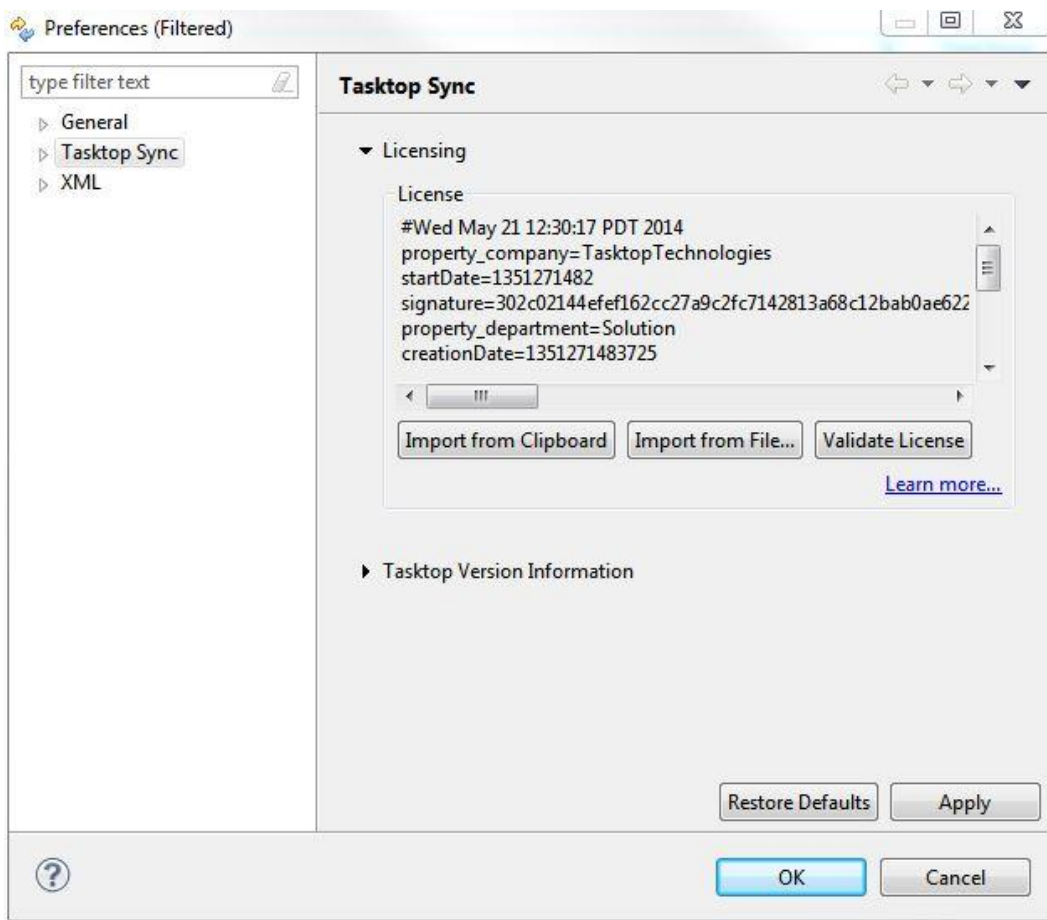 Preferences (Filtered)
type filter text
General
Tasktop Sync
XML
Tasktop Sync
Licensing
License
#Wed May 21 12:30:17 PDT 2014
property_company=TasktopTechnologies
startDate=1351271482
signature=302c02144efef162cc27a9c2fc7142813a68c12bab0ae622
property_department=Solution
creationDate=1351271483725
Import from Clipboard Import from File... Validate License
Learn more...
Tasktop Version Information
Restore Defaults Apply
OK Cancel